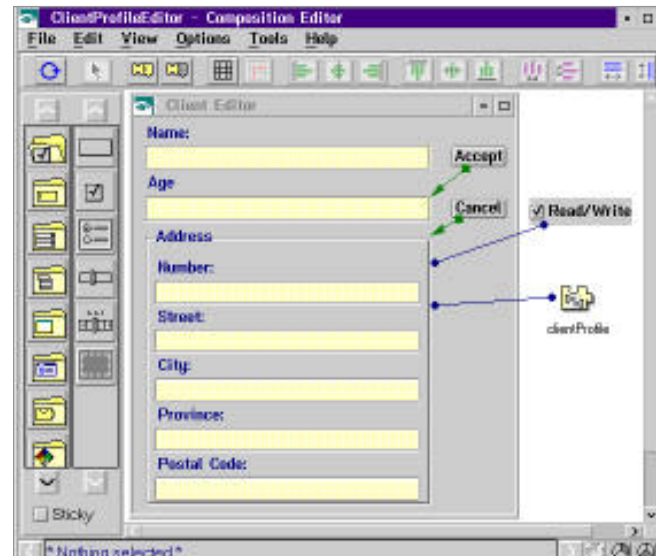 ClientProfileEditor - Composition Editor
File Edit View Options Tools Help
Client Editor
Name:
Accept
Age
Cancel
Read/Write
Address
Number:
clientProfile
Street:
City:
Province:
Postal Code:
Sticky
* Nothing selected *